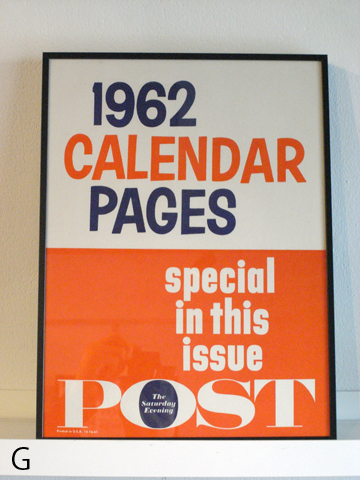 1962
CALENDAR
PAGES
special
in this
issue
POST
The
Saturday
Evening
G